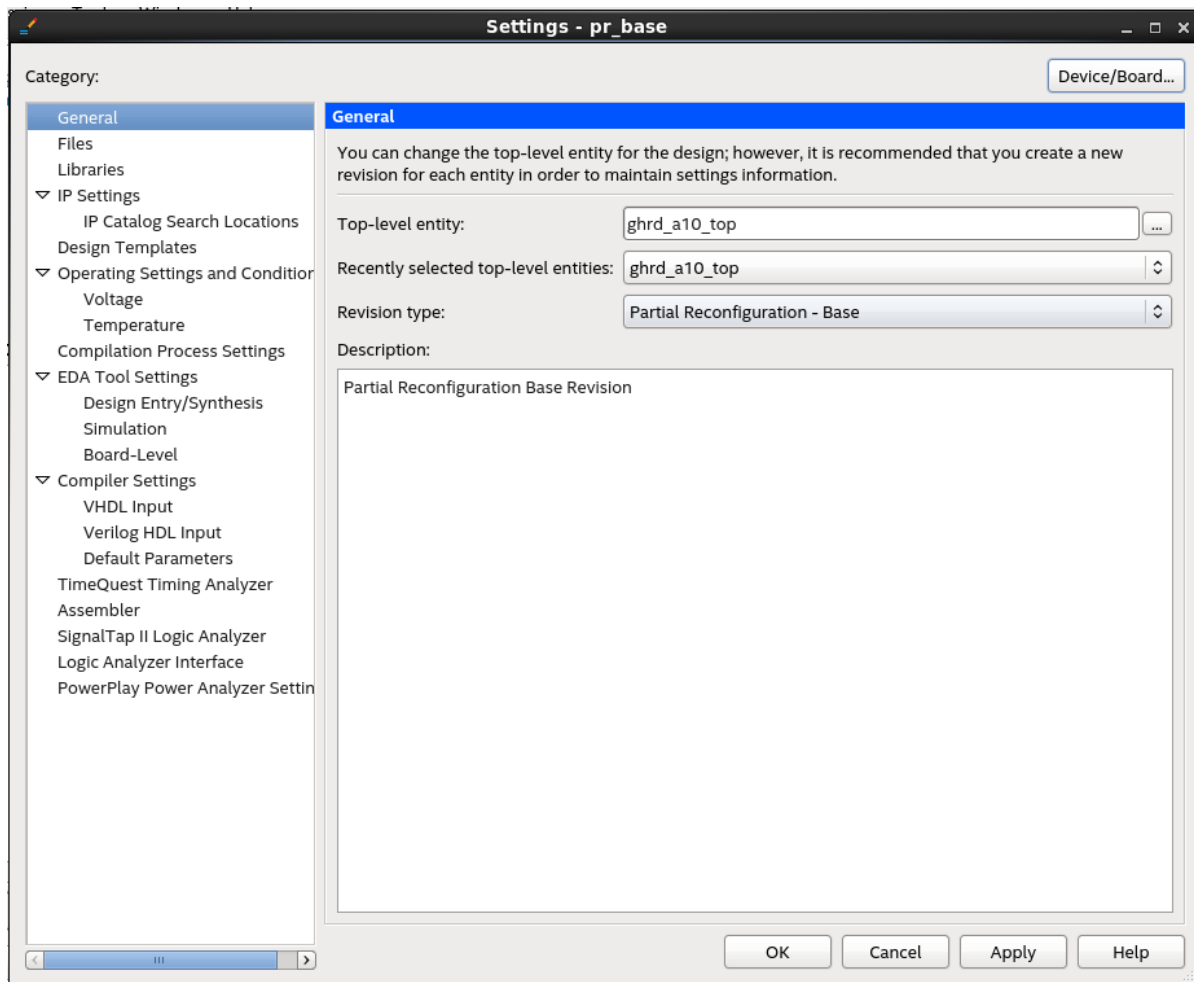 Settings - pr_base
Category:
Device/Board...
General
Files
Libraries
IP Settings
IP Catalog Search Locations
Design Templates
Operating Settings and Condition
Voltage
Temperature
Compilation Process Settings
EDA Tool Settings
Design Entry/Synthesis
Simulation
Board-Level
Compiler Settings
VHDL Input
Verilog HDL Input
Default Parameters
TimeQuest Timing Analyzer
Assembler
SignalTap II Logic Analyzer
Logic Analyzer Interface
PowerPlay Power Analyzer Settin
General
You can change the top-level entity for the design; however, it is recommended that you create a new
revision for each entity in order to maintain settings information.
Top-level entity: ghrd_a10_top ...
Recently selected top-level entities: ghrd_a10_top
Revision type: Partial Reconfiguration - Base
Description:
Partial Reconfiguration Base Revision
OK Cancel Apply Help